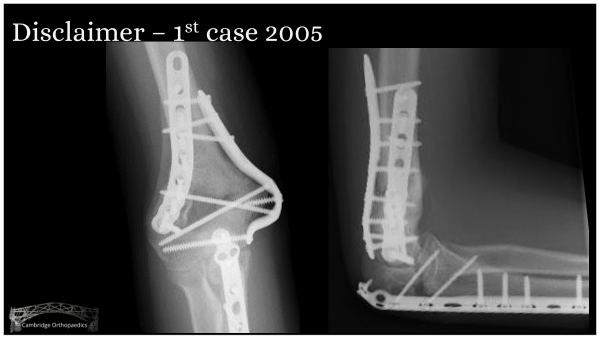 Disclaimer – 1st case 2005
Cambridge Orthopaedics